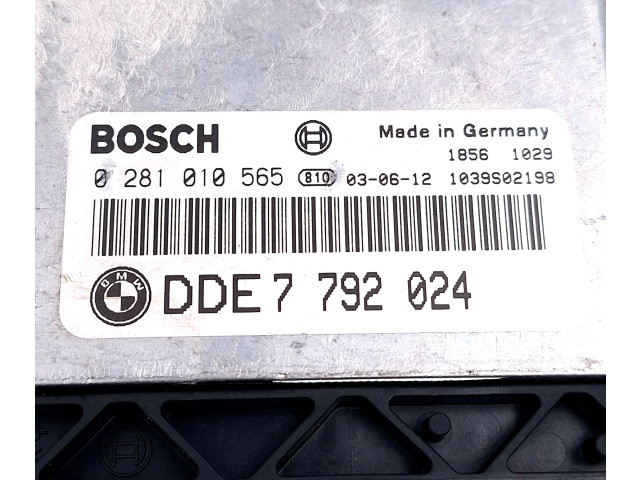 BOSCH
Made in Germany
1856 1029
0 281 010 565 810 03-06-12 1039S02198
BMW DDE 7 792 024